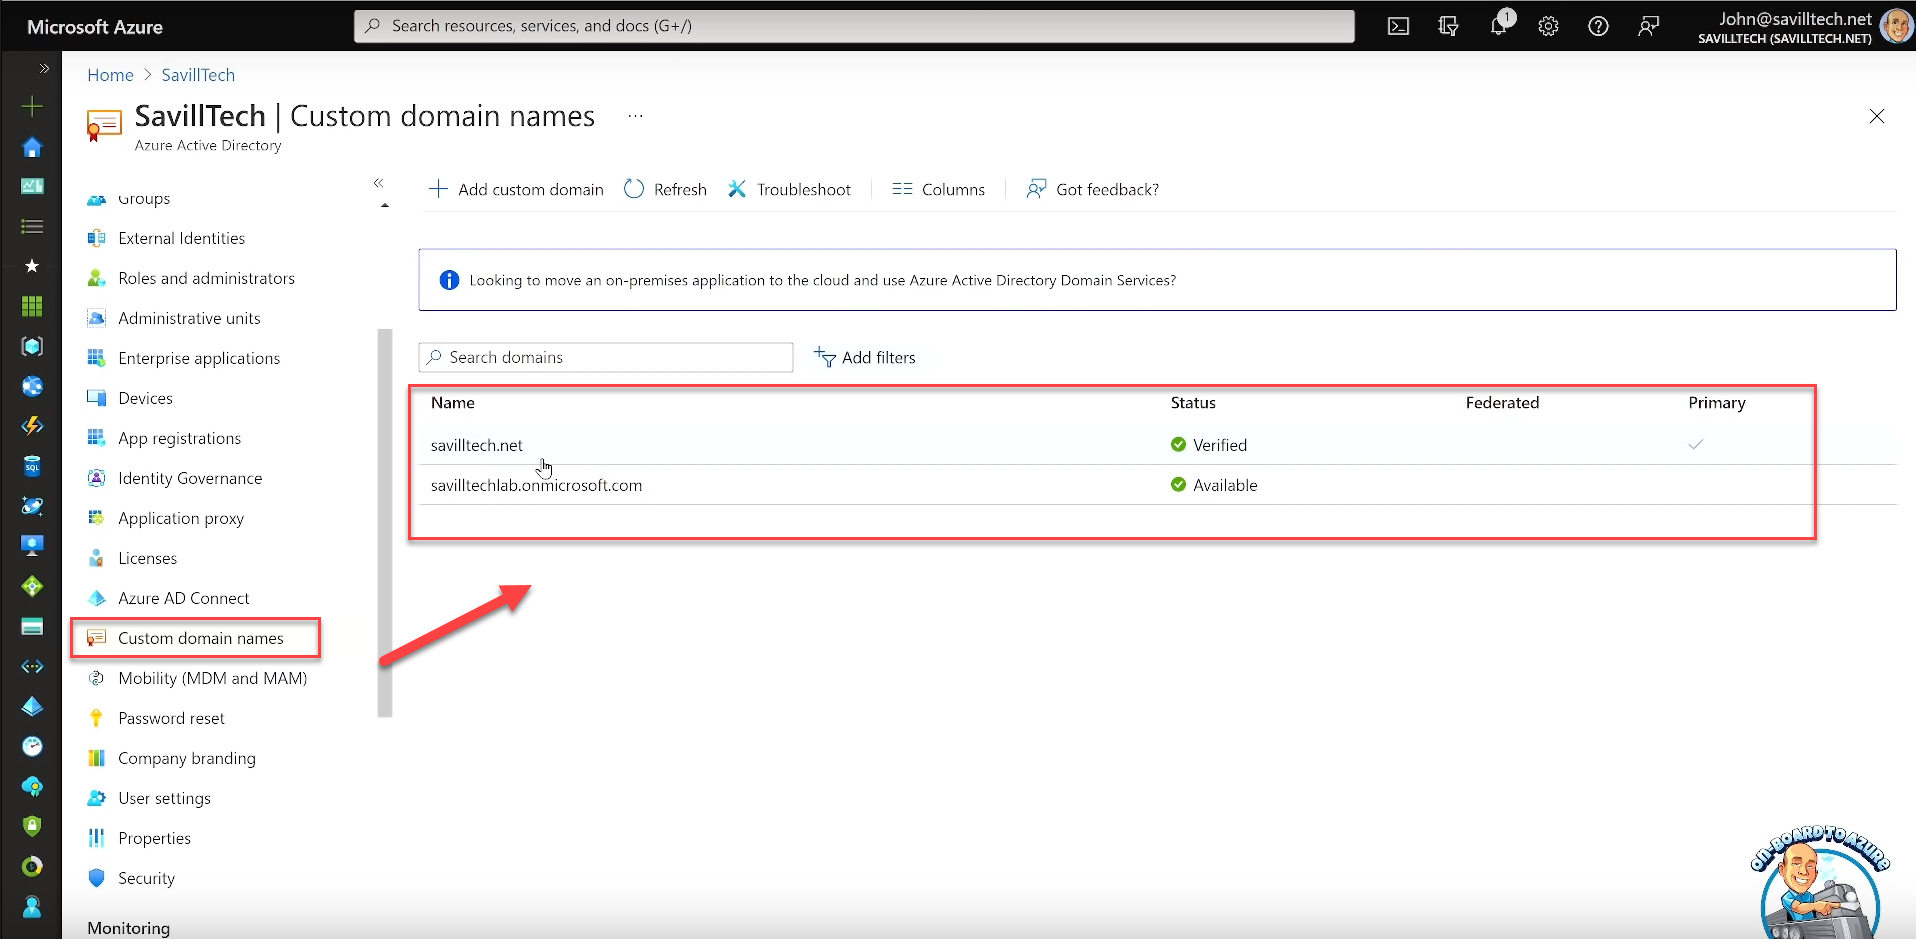 Microsoft Azure
Search resources, services, and docs (G+/)
1
John@savilltech.net
SAVILLTECH (SAVILLTECH.NET)
Home > SavillTech
SavillTech | Custom domain names ...
Azure Active Directory
Groups
External Identities
Roles and administrators
Administrative units
Enterprise applications
Devices
App registrations
Identity Governance
Application proxy
Licenses
Azure AD Connect
Custom domain names
Mobility (MDM and MAM)
Password reset
Company branding
User settings
Properties
Security
Monitoring
SQL
Add custom domain Refresh Troubleshoot Columns Got feedback?
Looking to move an on-premises application to the cloud and use Azure Active Directory Domain Services?
Search domains Add filters
Name Status Federated Primary
savilltech.net Verified
savilltechlab.onmicrosoft.com Available
ON-BOARD TO AZURE